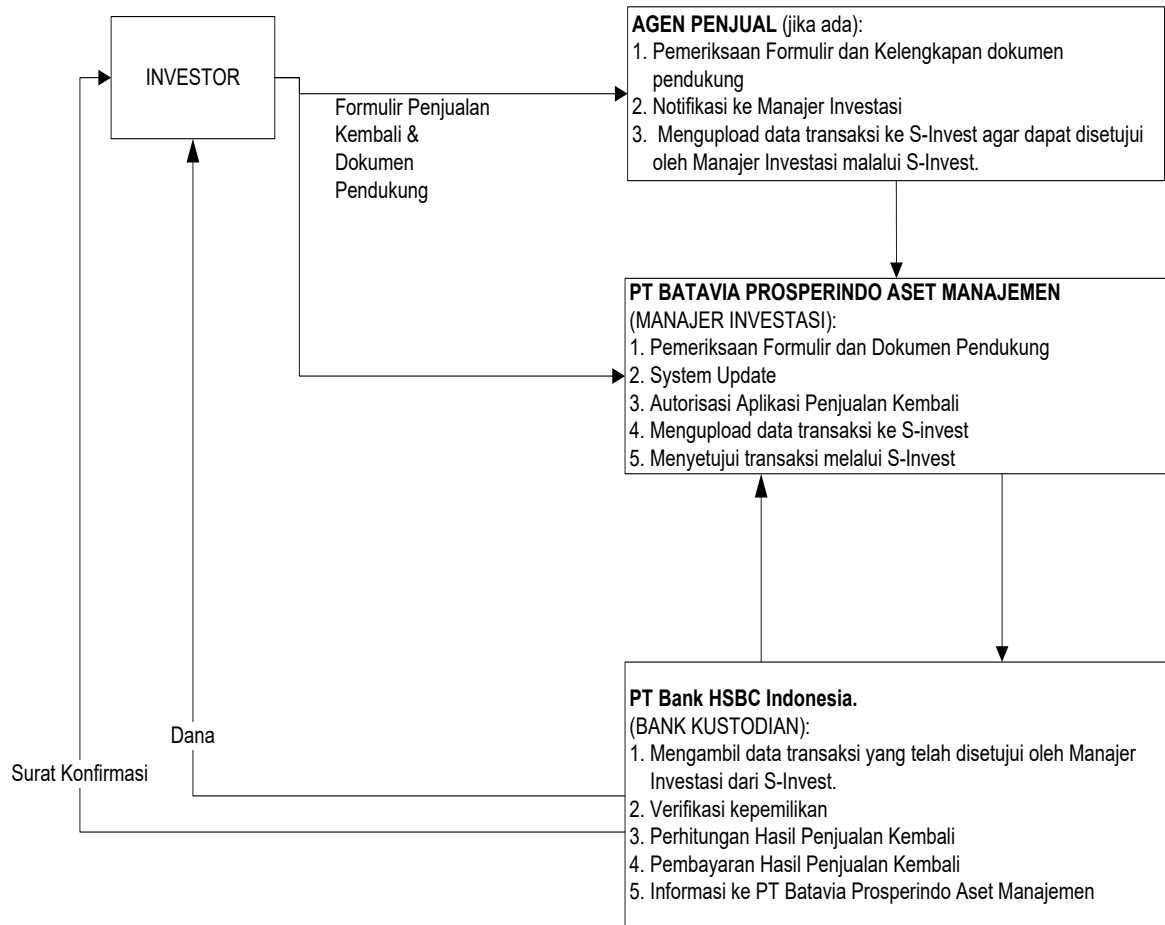 INVESTOR
Formulir Penjualan
Kembali &
Dokumen
Pendukung
AGEN PENJUAL (jika ada):
1. Pemeriksaan Formulir dan Kelengkapan dokumen
pendukung
2. Notifikasi ke Manajer Investasi
3. Mengupload data transaksi ke S-Invest agar dapat disetujui
oleh Manajer Investasi malalui S-Invest.
PT BATAVIA PROSPERINDO ASET MANAJEMEN
(MANAJER INVESTASI):
1. Pemeriksaan Formulir dan Dokumen Pendukung
2. System Update
3. Autorisasi Aplikasi Penjualan Kembali
4. Mengupload data transaksi ke S-invest
5. Menyetujui transaksi melalui S-Invest
PT Bank HSBC Indonesia.
(BANK KUSTODIAN):
1. Mengambil data transaksi yang telah disetujui oleh Manajer
Investasi dari S-Invest.
2. Verifikasi kepemilikan
3. Perhitungan Hasil Penjualan Kembali
4. Pembayaran Hasil Penjualan Kembali
5. Informasi ke PT Batavia Prosperindo Aset Manajemen
Dana
Surat Konfirmasi